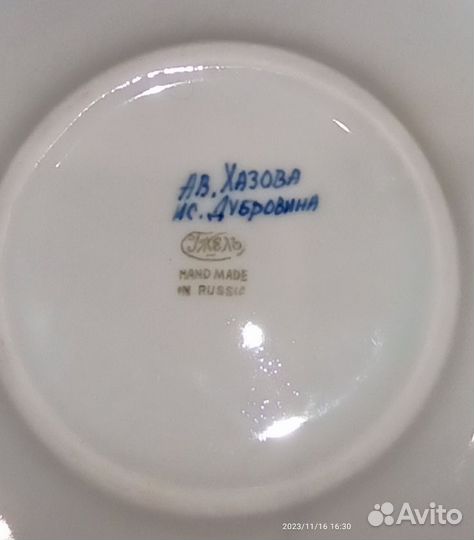 АВ. ХАЗОВА
ИС. ДУБРОВИНА
Гжель
HAND MADE
IN RUSSIA
2023/11/16 16:30
Avito